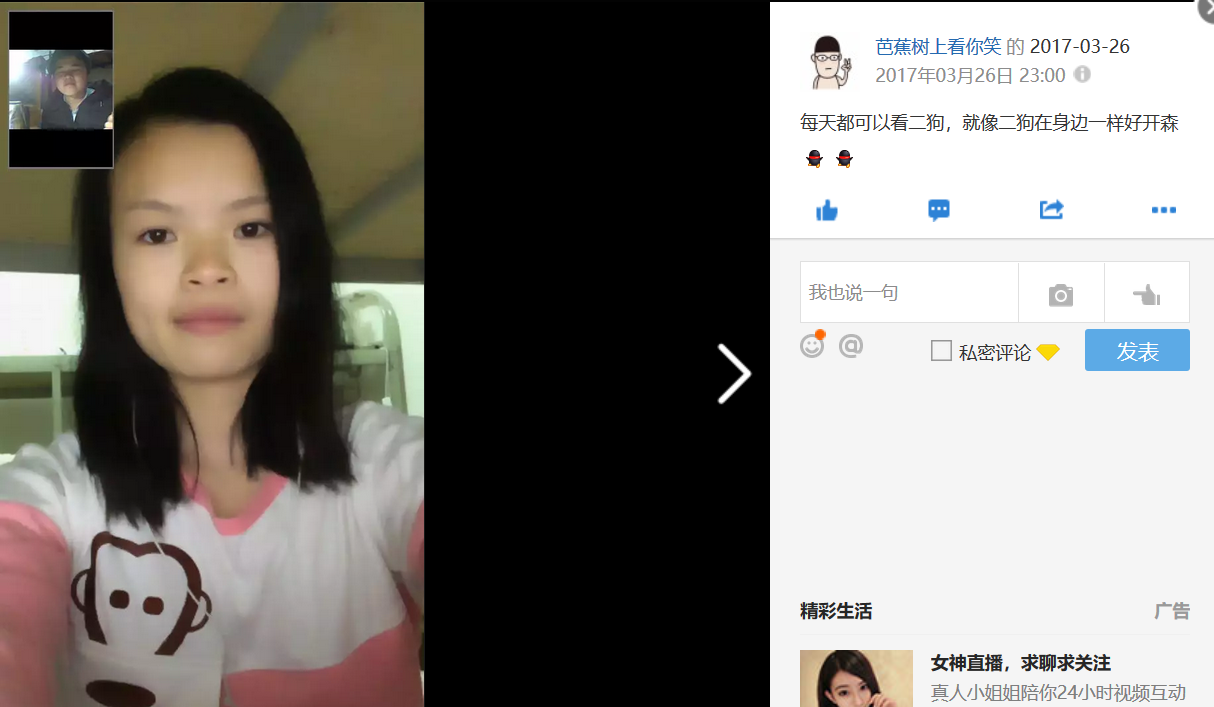 芭蕉树上看你笑 的 2017-03-26
2017年03月26日 23:00
每天都可以看二狗，就像二狗在身边一样好开森
我也说一句
私密评论
发表
精彩生活 广告
女神直播，求聊求关注
真人小姐姐陪你24小时视频互动